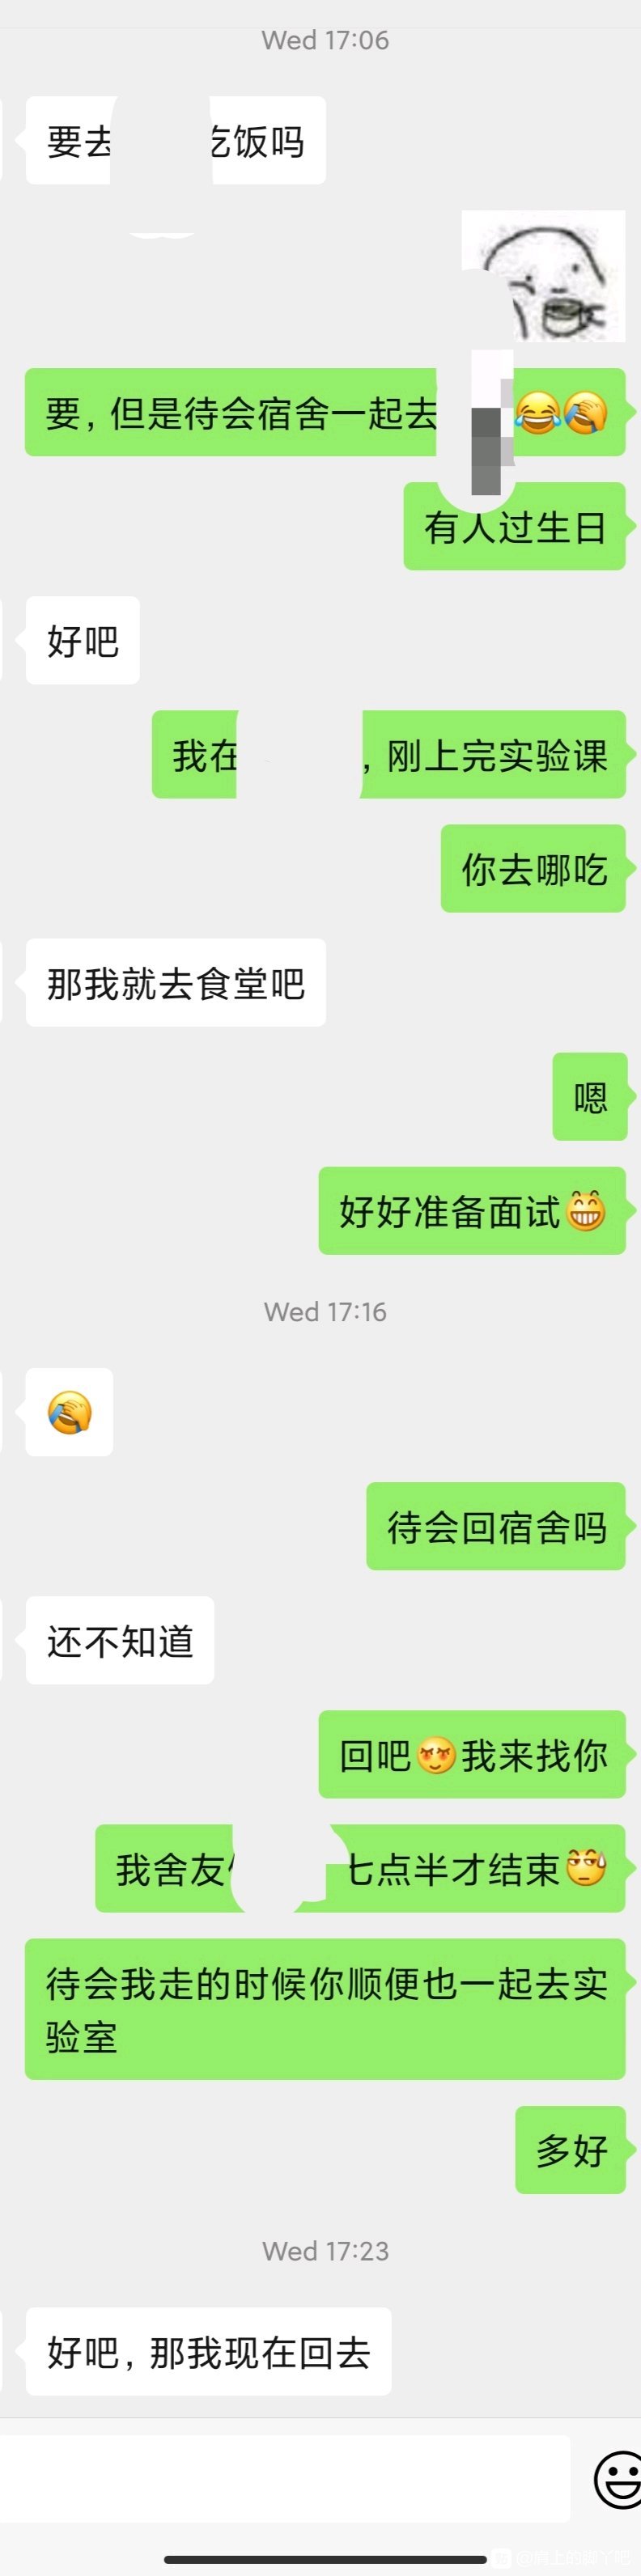 Wed 17:06
要去 吃饭吗
要，但是待会宿舍一起去 😂🤦
有人过生日
好吧
我在 ，刚上完实验课
你去哪吃
那我就去食堂吧
嗯
好好准备面试😁
Wed 17:16
🤦
待会回宿舍吗
还不知道
回吧😍我来找你
我舍友 七点半才结束😓
待会我走的时候你顺便也一起去实
验室
多好
Wed 17:23
好吧，那我现在回去